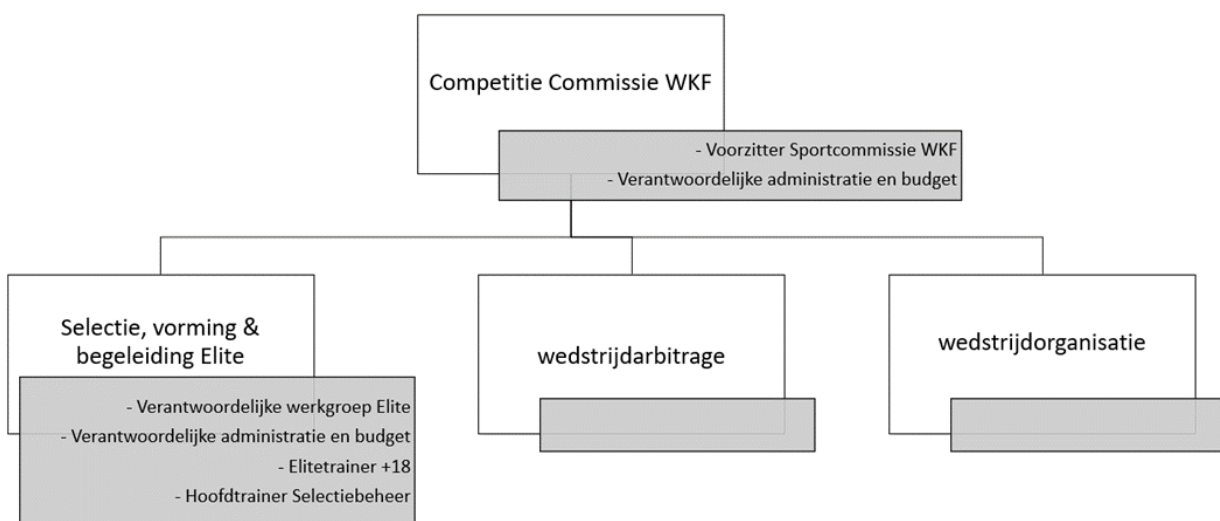 Competitie Commissie WKF
- Voorzitter Sportcommissie WKF
- Verantwoordelijke administratie en budget
Selectie, vorming &
begeleiding Elite
- Verantwoordelijke werkgroep Elite
- Verantwoordelijke administratie en budget
- Elitetrainer +18
- Hoofdtrainer Selectiebeheer
wedstrijdarbitrage
wedstrijdorganisatie